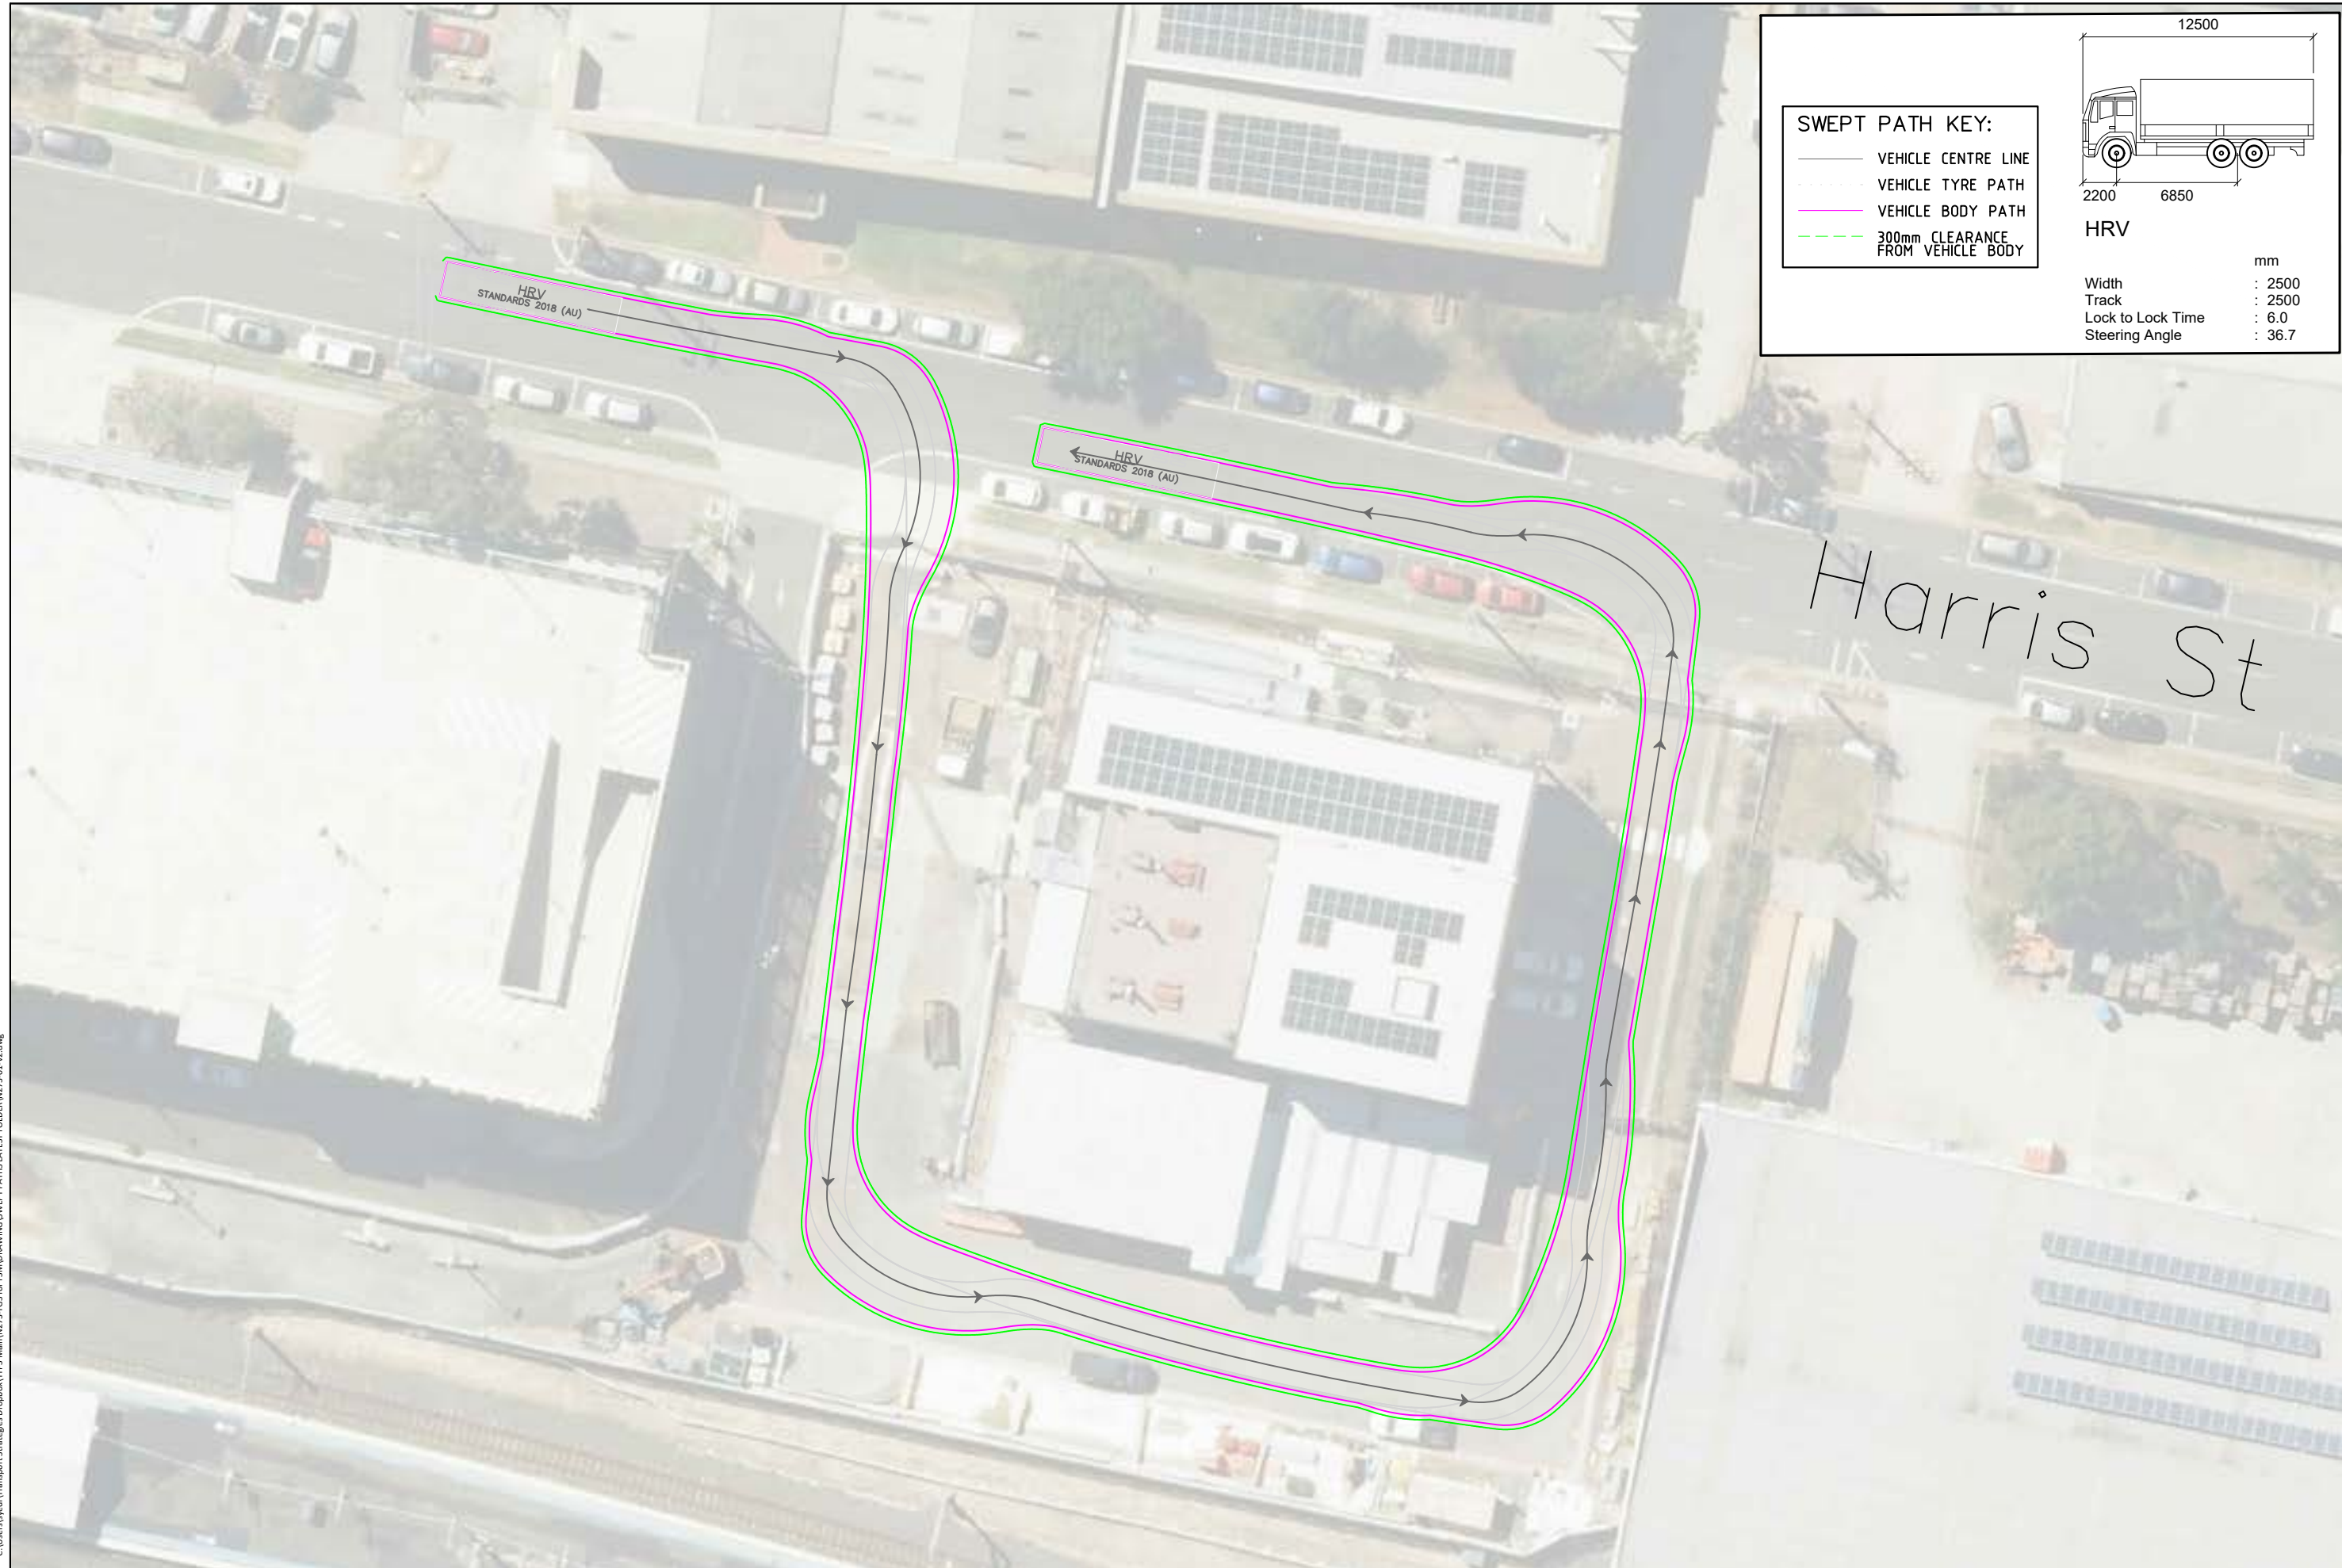 12500
SWEPT PATH KEY:
VEHICLE CENTRE LINE
VEHICLE TYRE PATH
VEHICLE BODY PATH
300mm CLEARANCE
FROM VEHICLE BODY
2200 6850
HRV
mm
Width : 2500
Track : 2500
Lock to Lock Time : 6.0
Steering Angle : 36.7
HRV
STANDARDS 2018 (AU)
HRV
STANDARDS 2018 (AU)
Harris St